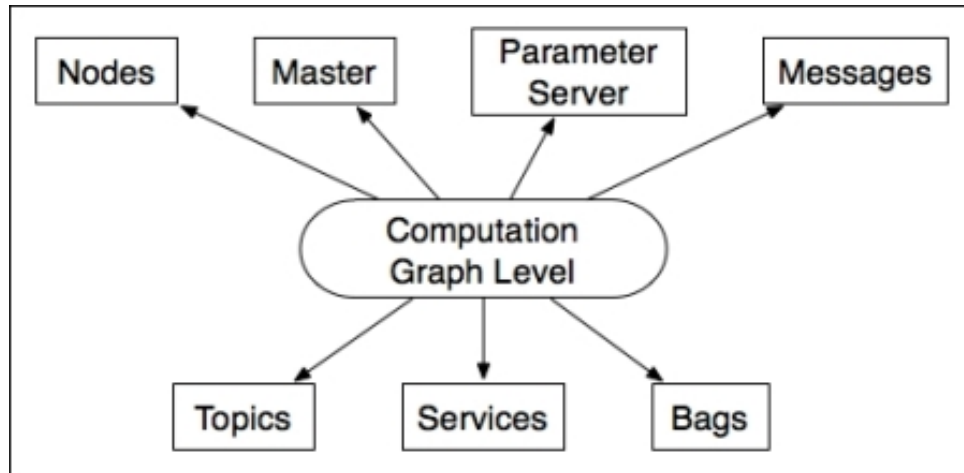 Nodes
Master
Parameter
Server
Messages
Computation
Graph Level
Topics
Services
Bags